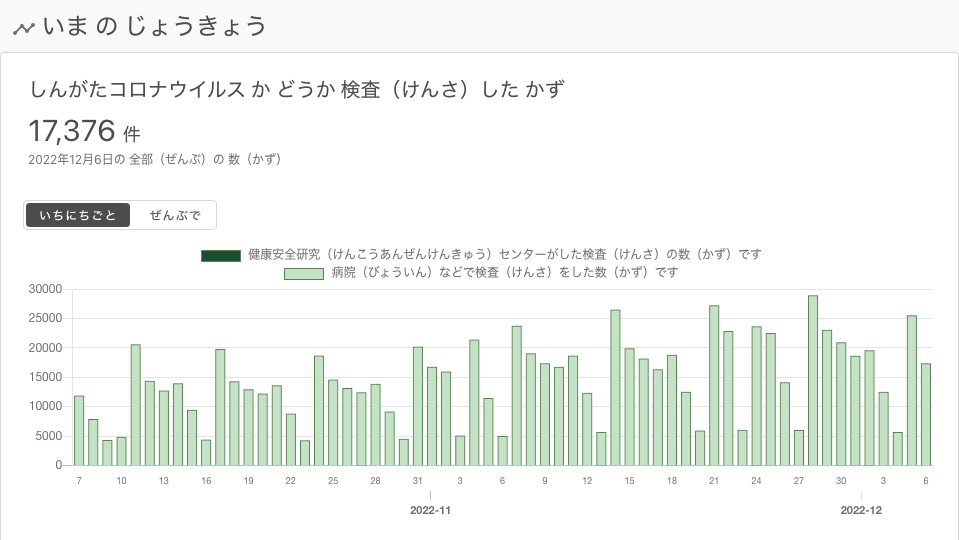 いま の じょうきょう
しんがたコロナウイルス か どうか 検査（けんさ）した かず
17,376 件
2022年12月6日の 全部（ぜんぶ）の 数（かず）
いちにちごと ぜんぶで
健康安全研究（けんこうあんぜんけんきゅう）センターがした検査（けんさ）の数（かず）です
病院（びょういん）などで検査（けんさ）をした数（かず）です
30000
25000
20000
15000
10000
5000
0
7 10 13 16 19 22 25 28 31 3 6 9 12 15 18 21 24 27 30 3 6
2022-11 2022-12